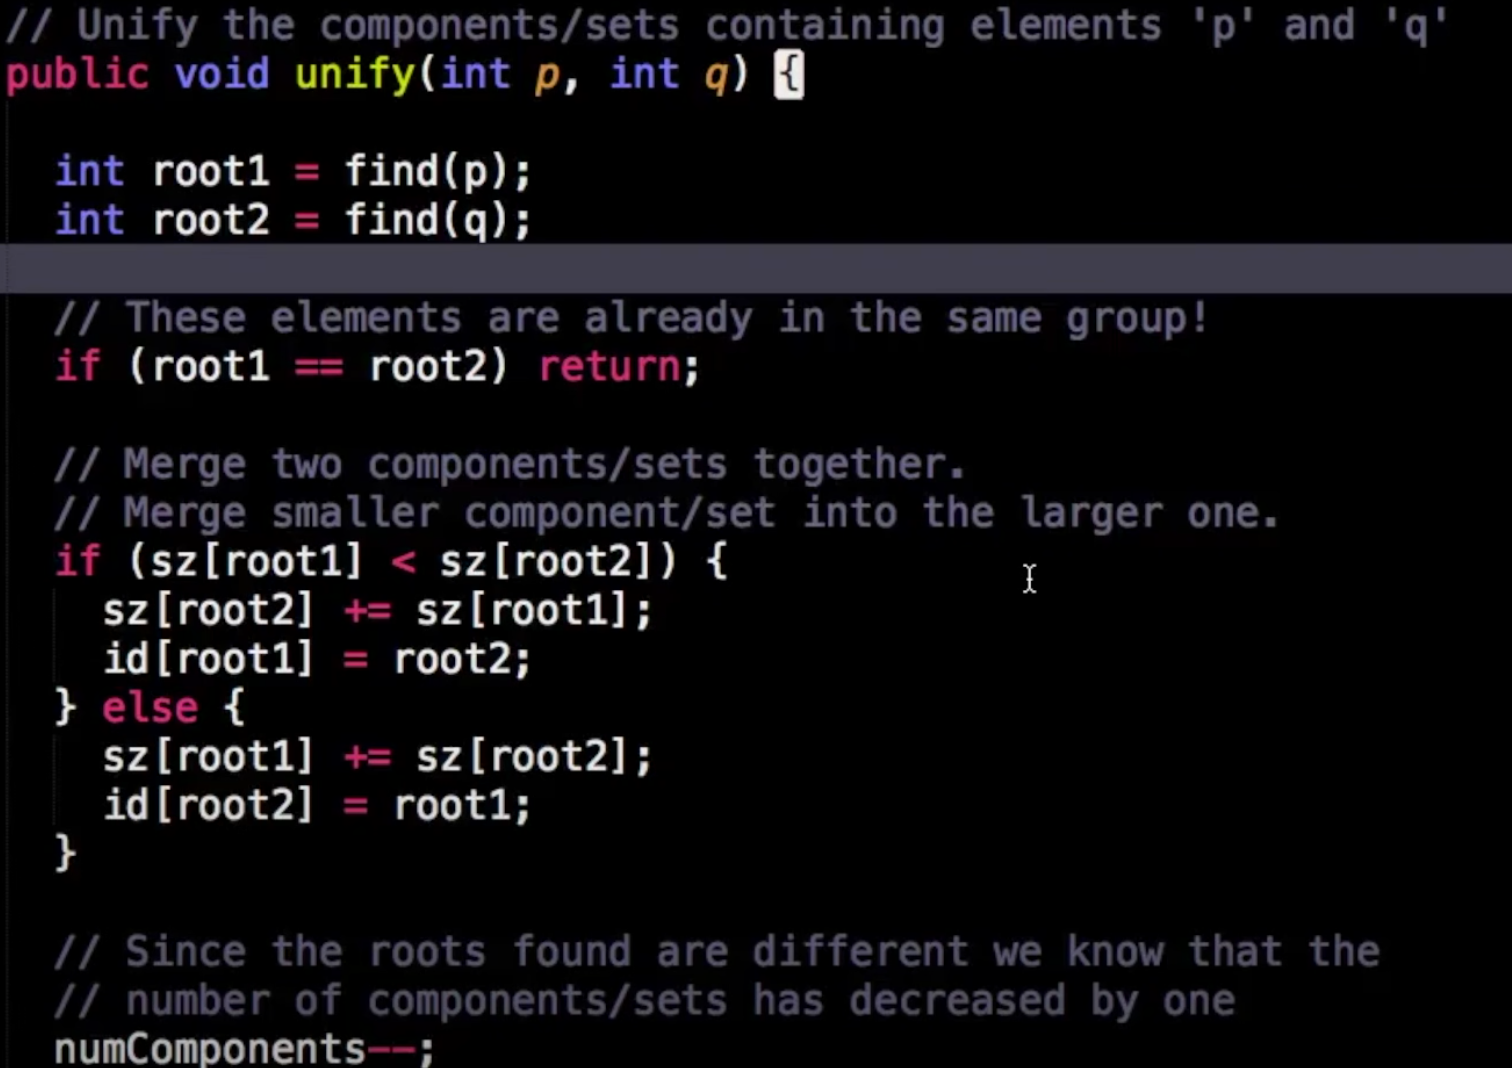 // Unify the components/sets containing elements 'p' and 'q'
public void unify(int p, int q) {
int root1 = find(p);
int root2 = find(q);
// These elements are already in the same group!
if (root1 == root2) return;
// Merge two components/sets together.
// Merge smaller component/set into the larger one.
if (sz[root1] < sz[root2]) {
sz[root2] += sz[root1];
id[root1] = root2;
} else {
sz[root1] += sz[root2];
id[root2] = root1;
}
// Since the roots found are different we know that the
// number of components/sets has decreased by one
numComponents--;